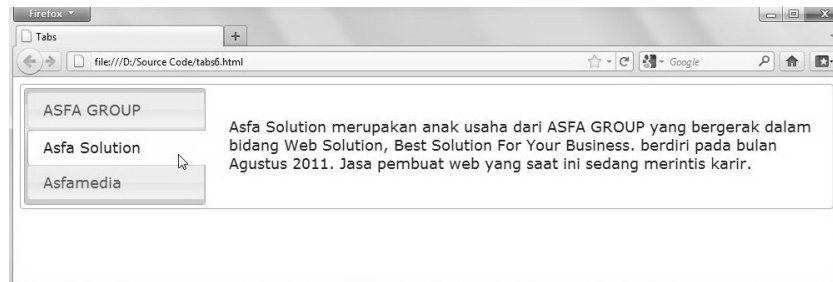 Firefox
Tabs
+
file:///D:/Source Code/tabs6.html
Google
ASFA GROUP
Asfa Solution
Asfamedia
Asfa Solution merupakan anak usaha dari ASFA GROUP yang bergerak dalam
bidang Web Solution, Best Solution For Your Business. berdiri pada bulan
Agustus 2011. Jasa pembuat web yang saat ini sedang merintis karir.